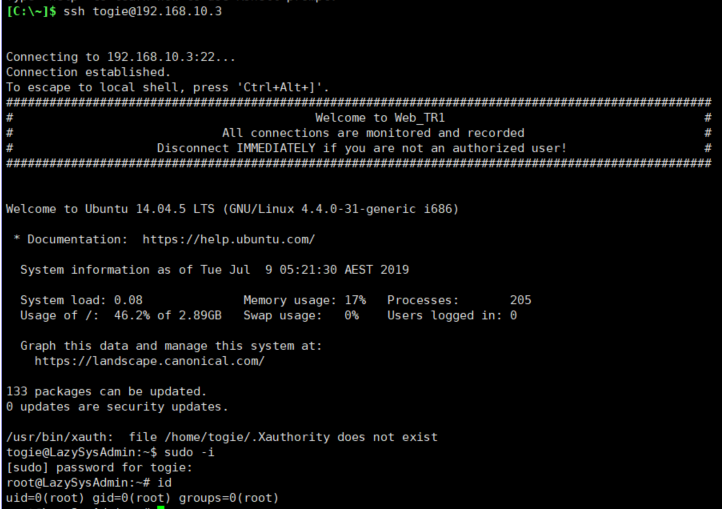 [C:\~]$ ssh togie@192.168.10.3
Connecting to 192.168.10.3:22...
Connection established.
To escape to local shell, press 'Ctrl+Alt+]'.
##################################################################################################
#                                          Welcome to Web_TR1                                    #
#                             All connections are monitored and recorded                         #
#                    Disconnect IMMEDIATELY if you are not an authorized user!                   #
##################################################################################################
Welcome to Ubuntu 14.04.5 LTS (GNU/Linux 4.4.0-31-generic i686)
* Documentation:  https://help.ubuntu.com/
System information as of Tue Jul  9 05:21:30 AEST 2019
System load: 0.08              Memory usage: 17%   Processes:       205
Usage of /:  46.2% of 2.89GB   Swap usage:   0%    Users logged in: 0
Graph this data and manage this system at:
https://landscape.canonical.com/
133 packages can be updated.
0 updates are security updates.
/usr/bin/xauth:  file /home/togie/.Xauthority does not exist
togie@LazySysAdmin:~$ sudo -i
[sudo] password for togie:
root@LazySysAdmin:~# id
uid=0(root) gid=0(root) groups=0(root)